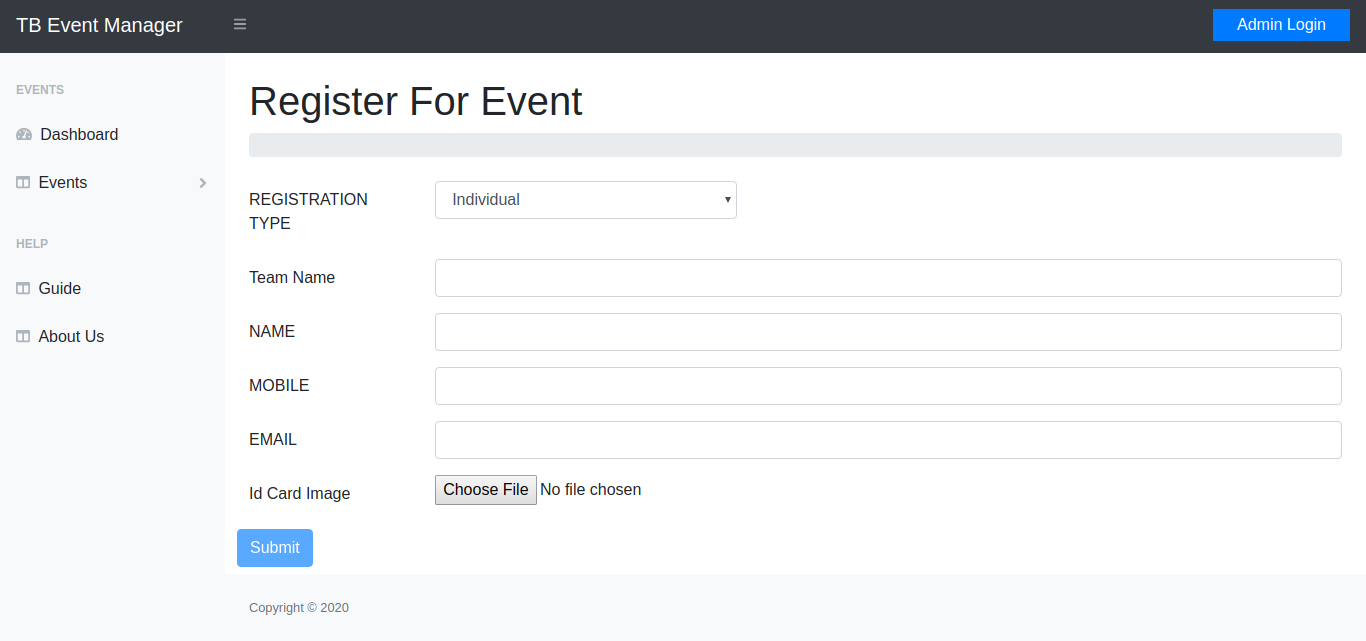 TB Event Manager
Admin Login
EVENTS
Dashboard
Events
HELP
Guide
About Us
Register For Event
REGISTRATION
TYPE
Individual
Team Name
NAME
MOBILE
EMAIL
Id Card Image
Choose File No file chosen
Submit
Copyright © 2020